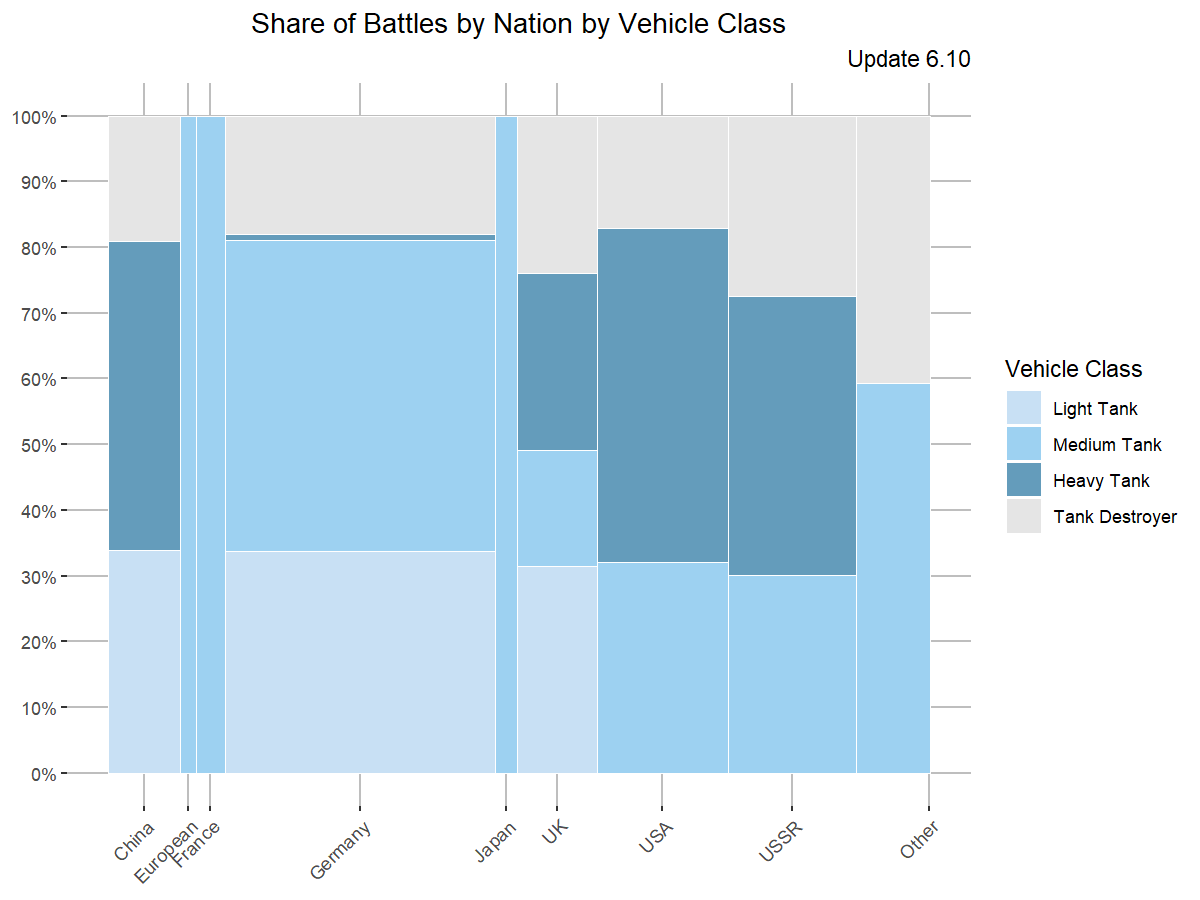 Share of Battles by Nation by Vehicle Class
Update 6.10
100%
90%
80%
70%
60%
50%
40%
30%
20%
10%
0%
China
European
France
Germany
Japan
UK
USA
USSR
Other
Vehicle Class
Light Tank
Medium Tank
Heavy Tank
Tank Destroyer